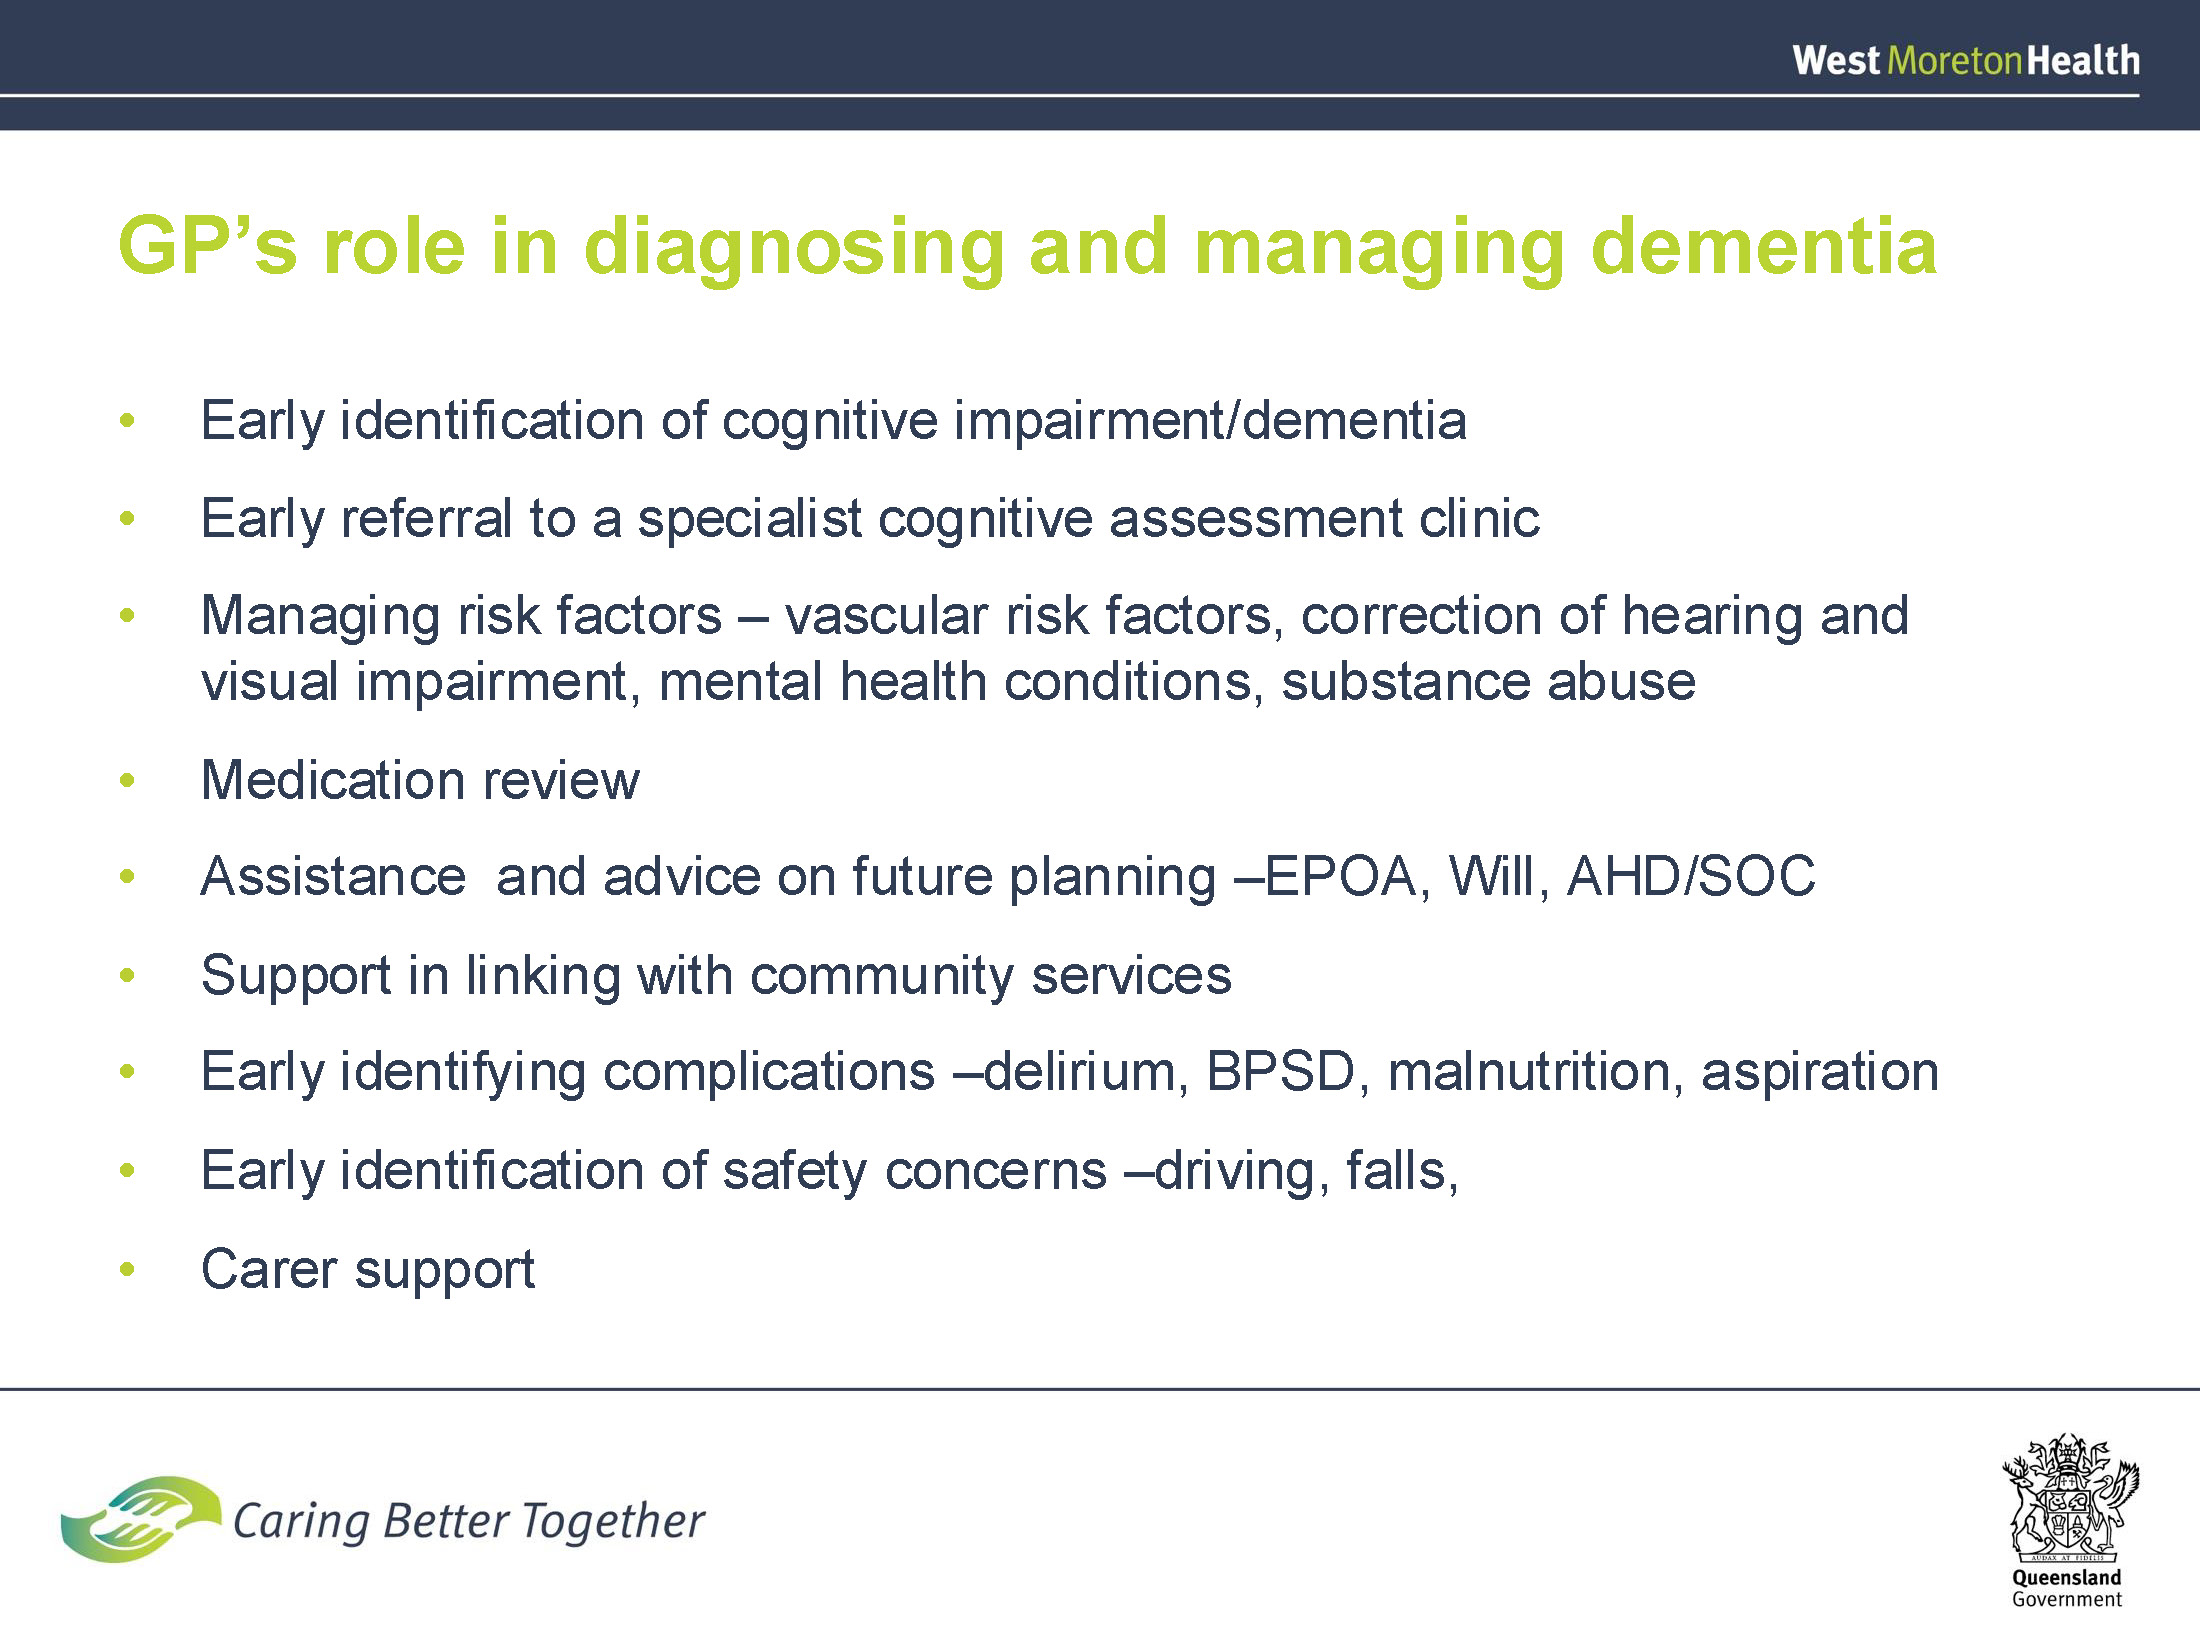 West Moreton Health
GP’s role in diagnosing and managing dementia
• Early identification of cognitive impairment/dementia
• Early referral to a specialist cognitive assessment clinic
• Managing risk factors – vascular risk factors, correction of hearing and
visual impairment, mental health conditions, substance abuse
• Medication review
• Assistance  and advice on future planning –EPOA, Will, AHD/SOC
• Support in linking with community services
• Early identifying complications –delirium, BPSD, malnutrition, aspiration
• Early identification of safety concerns –driving, falls,
• Carer support
Caring Better Together
AUDAX AT FIDELIS
Queensland
Government